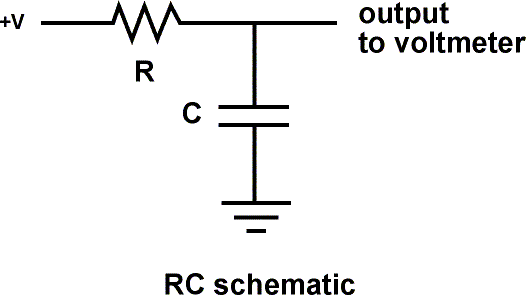 +V
output
to voltmeter
R
C
RC schematic